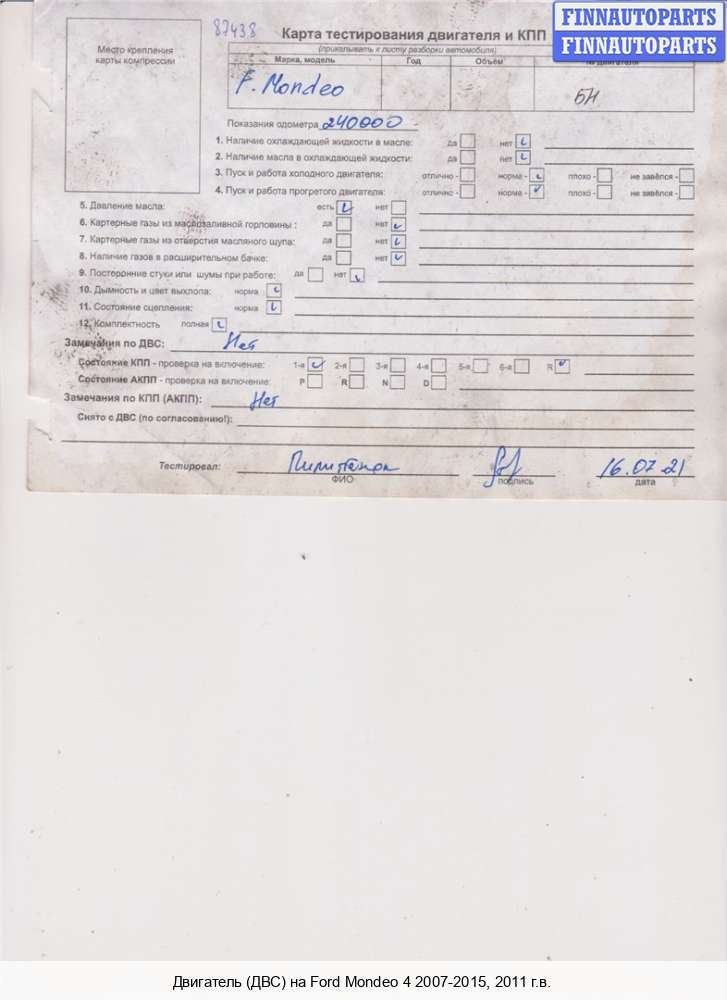 FINNAUTOPARTS
FINNAUTOPARTS
87438
Карта тестирования двигателя и КПП
(прикалывать к листу разборки автомобиля)
Место крепления
карты компрессии
Марка, модель Год Объём № двигателя
F. Mondeo БН
Показания одометра 240000
1. Наличие охлаждающей жидкости в масле: да нет
2. Наличие масла в охлаждающей жидкости: да нет
3. Пуск и работа холодного двигателя: отлично - норма - плохо - не завёлся -
4. Пуск и работа прогретого двигателя: отлично - норма - плохо - не завёлся -
5. Давление масла: есть нет
6. Картерные газы из маслозаливной горловины : да нет
7. Картерные газы из отверстия масляного щупа: да нет
8. Наличие газов в расширительном бачке: да нет
9. Посторонние стуки или шумы при работе: да нет
10. Дымность и цвет выхлопа: норма
11. Состояние сцепления: норма
12. Комплектность полная
Замечания по ДВС: Нет
Состояние КПП - проверка на включение: 1-я 2-я 3-я 4-я 5-я 6-я R
Состояние АКПП - проверка на включение: P R N D
Замечания по КПП (АКПП): Нет
Снято с ДВС (по согласованию!):
Тестировал: 16.07.21
ФИО подпись дата
Двигатель (ДВС) на Ford Mondeo 4 2007-2015, 2011 г.в.